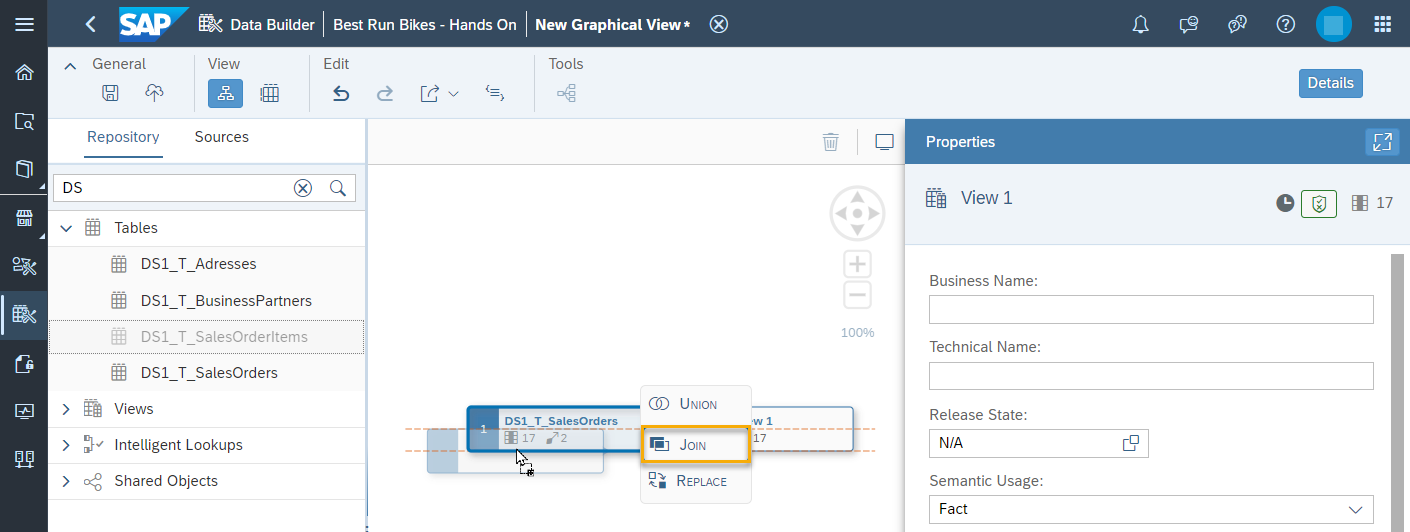 SAP Data Builder Best Run Bikes - Hands On New Graphical View *
General View Edit Tools
Details
Repository Sources
DS
Tables
DS1_T_Adresses
DS1_T_BusinessPartners
DS1_T_SalesOrderItems
DS1_T_SalesOrders
Views
Intelligent Lookups
Shared Objects
100%
UNION
1 DS1_T_SalesOrders w 1
17 2 17
JOIN
REPLACE
Properties
View 1 17
Business Name:
Technical Name:
Release State:
N/A
Semantic Usage:
Fact